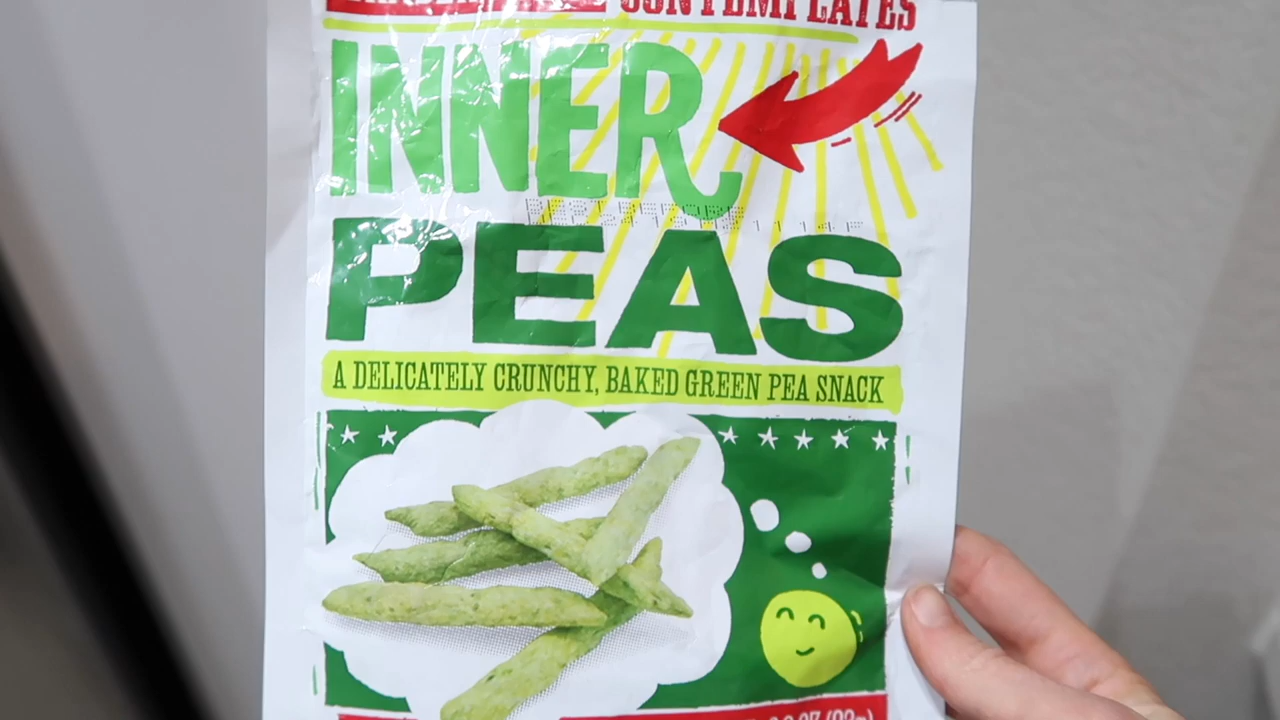 CONTEMPLATES
INNER
PEAS
A DELICATELY CRUNCHY, BAKED GREEN PEA SNACK